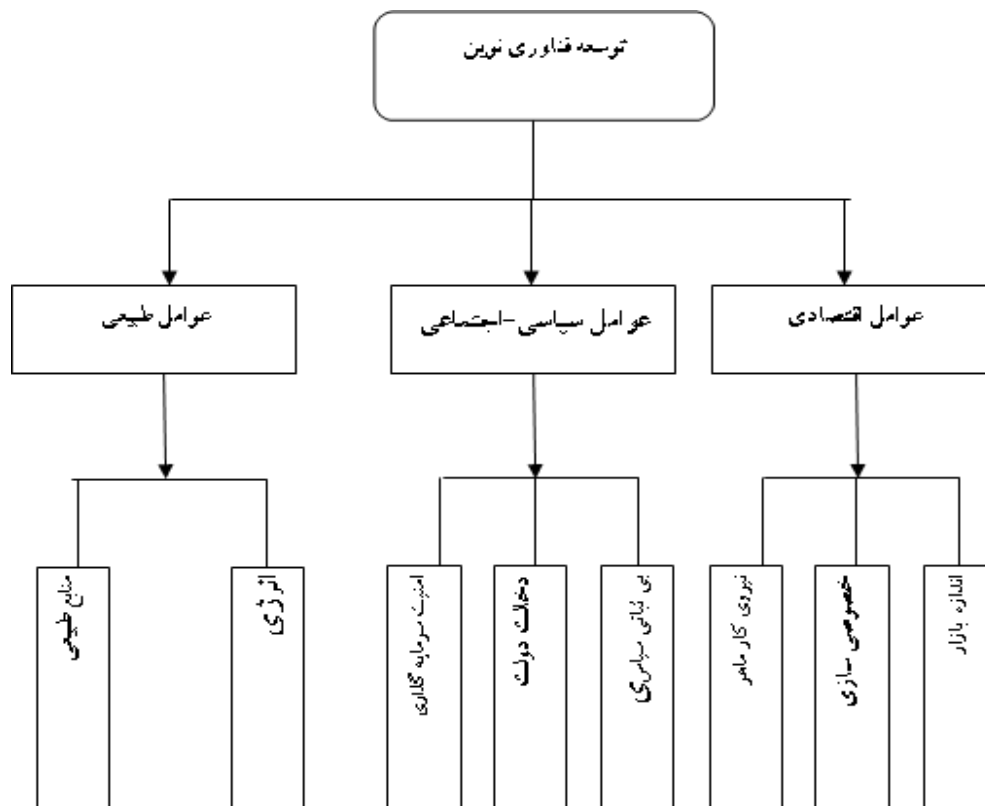 توسعه فناوری نوین
عوامل اقتصادی
عوامل سیاسی-اجتماعی
عوامل طبیعی
اندازه بازار
خصوصی سازی
نیروی کار ماهر
بی ثباتی سیاسری
دخالت دولت
امنیت سرمایه گذاری
انرژی
منابع طبیعی